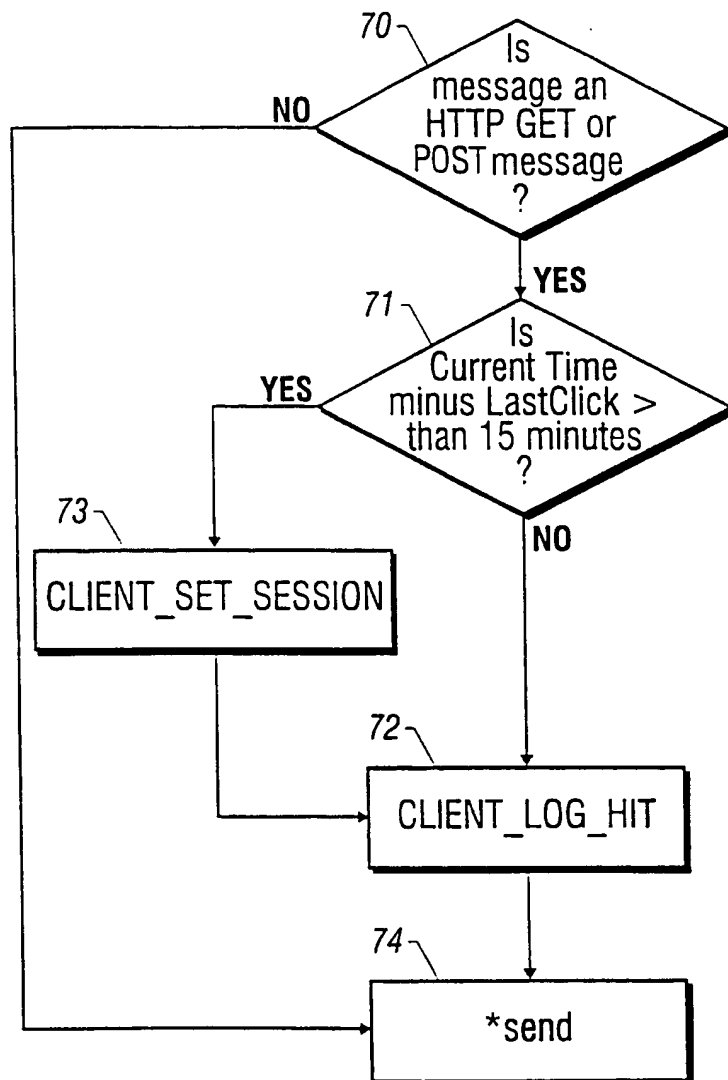 70
Is
message an
HTTP GET or
POST message
?
NO
YES
71
Is
Current Time
minus LastClick >
than 15 minutes
?
YES
NO
73
CLIENT_SET_SESSION
72
CLIENT_LOG_HIT
74
*send